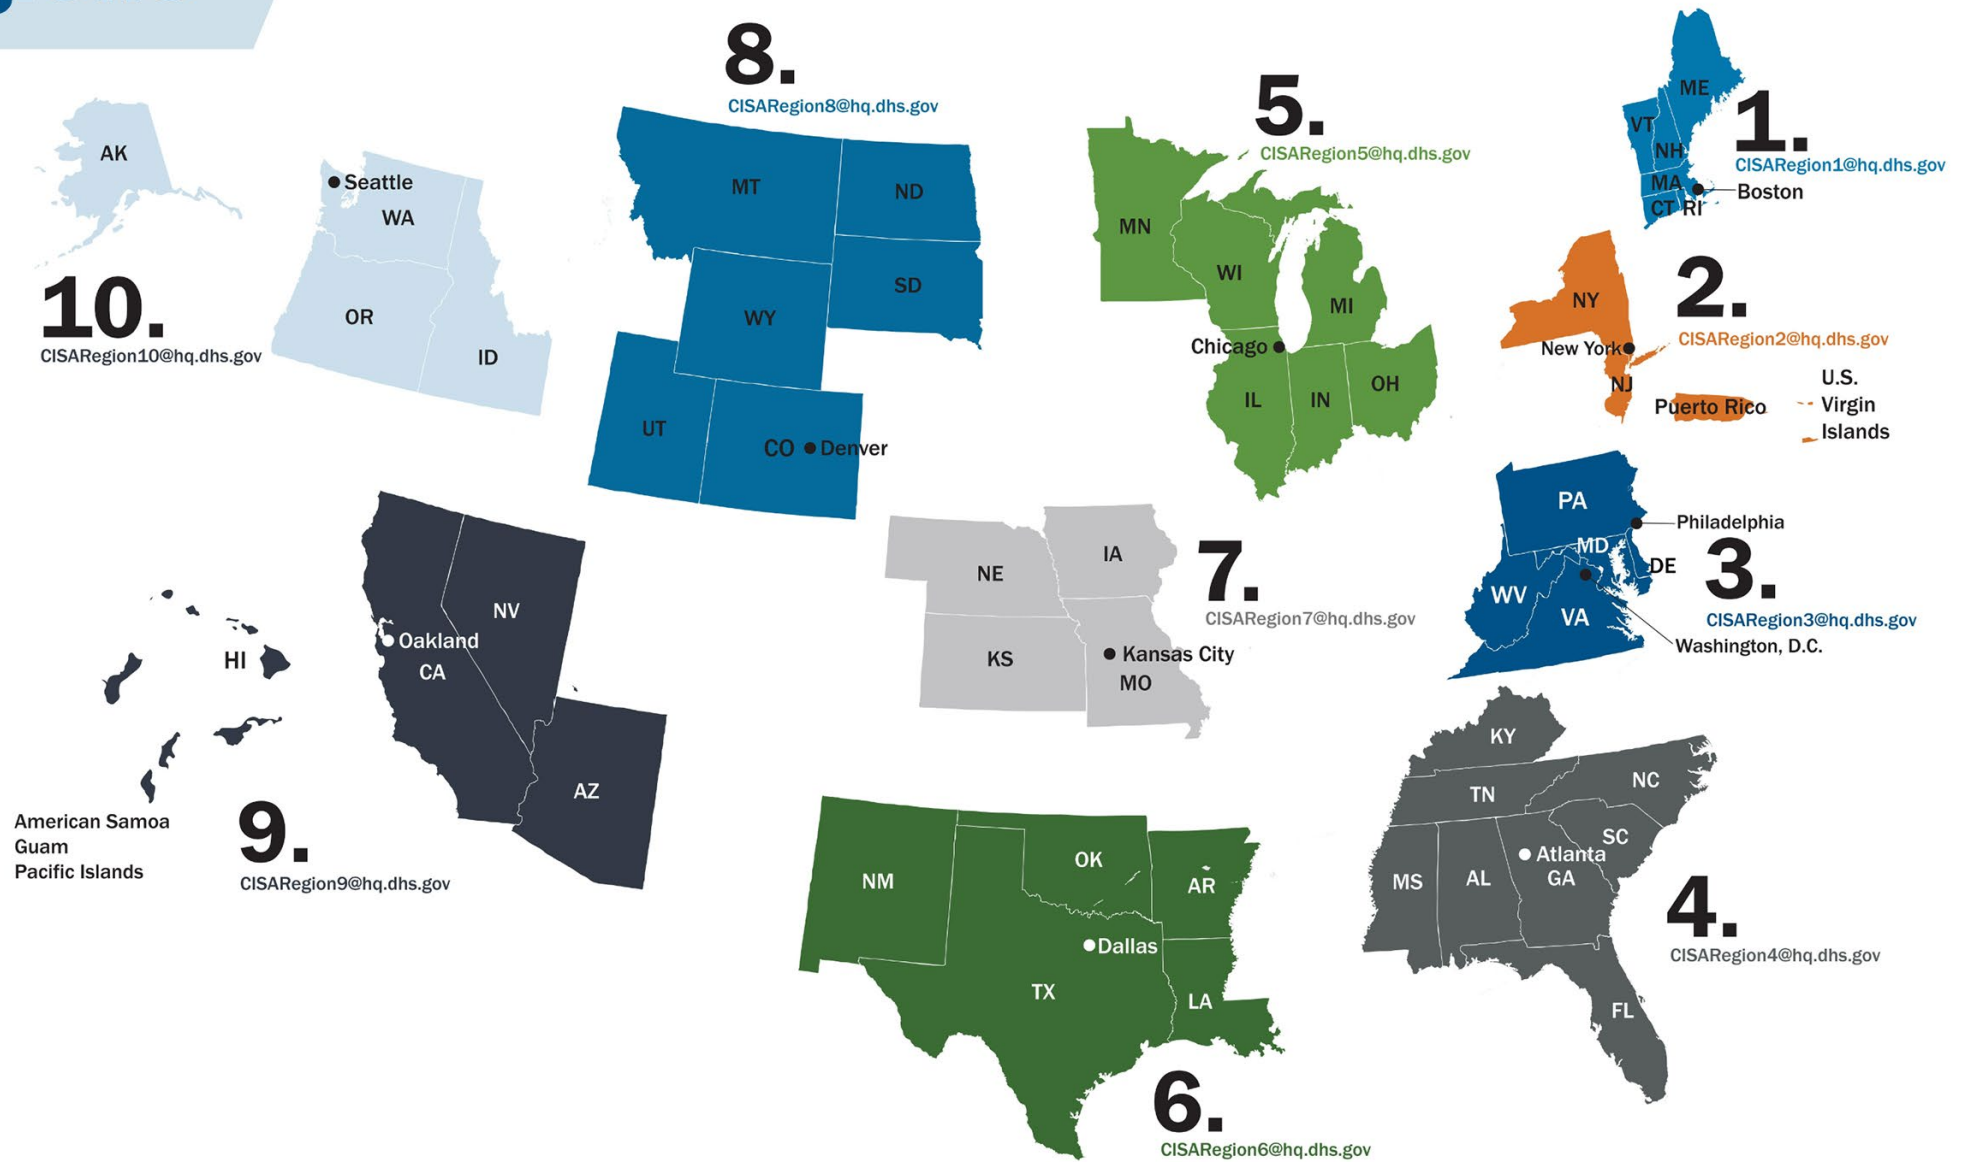 10.
CISARegion10@hq.dhs.gov
AK
Seattle
WA
OR
ID
8.
CISARegion8@hq.dhs.gov
MT
ND
SD
WY
UT
CO
Denver
5.
CISARegion5@hq.dhs.gov
MN
WI
MI
Chicago
IL
IN
OH
1.
CISARegion1@hq.dhs.gov
ME
VT
NH
MA
Boston
CT
RI
2.
CISARegion2@hq.dhs.gov
NY
New York
NJ
Puerto Rico
U.S.
Virgin
Islands
3.
CISARegion3@hq.dhs.gov
PA
Philadelphia
MD
DE
WV
VA
Washington, D.C.
9.
CISARegion9@hq.dhs.gov
NV
Oakland
CA
HI
AZ
American Samoa
Guam
Pacific Islands
7.
CISARegion7@hq.dhs.gov
NE
IA
KS
Kansas City
MO
6.
CISARegion6@hq.dhs.gov
NM
OK
AR
Dallas
TX
LA
4.
CISARegion4@hq.dhs.gov
KY
TN
NC
SC
Atlanta
GA
MS
AL
FL